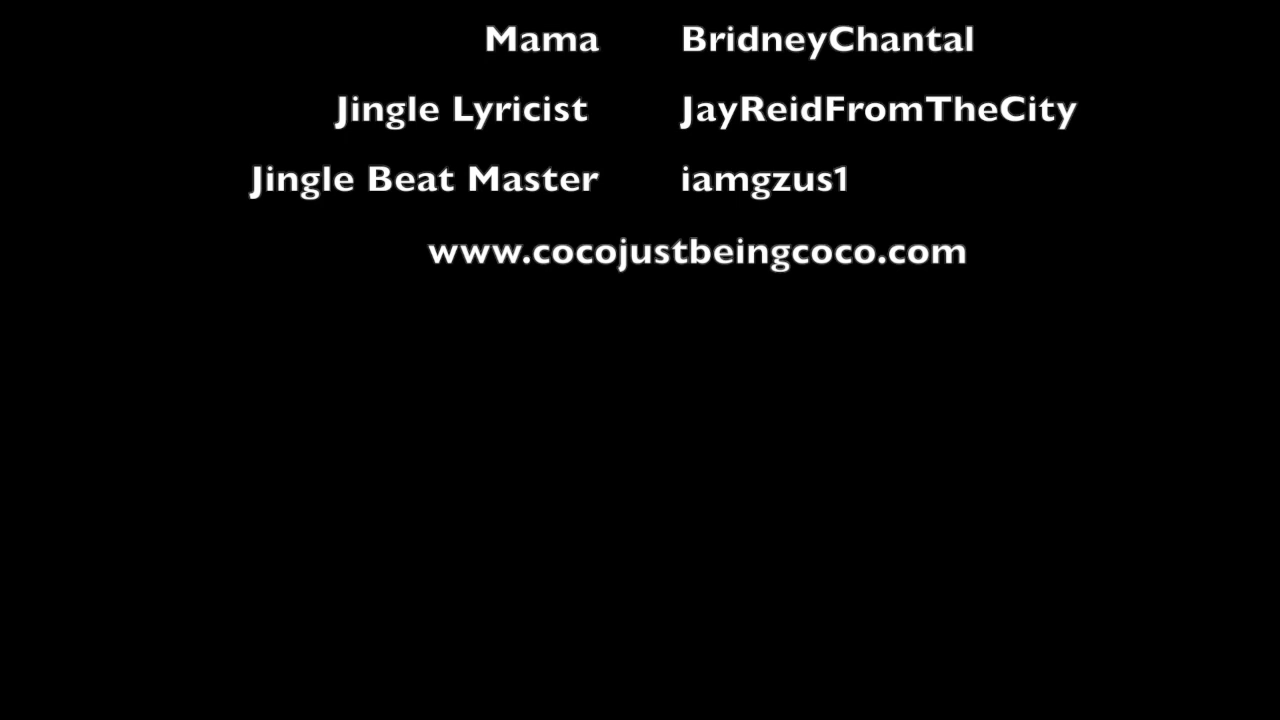 Mama BridneyChantal
Jingle Lyricist JayReidFromTheCity
Jingle Beat Master iamgzus1
www.cocojustbeingcoco.com